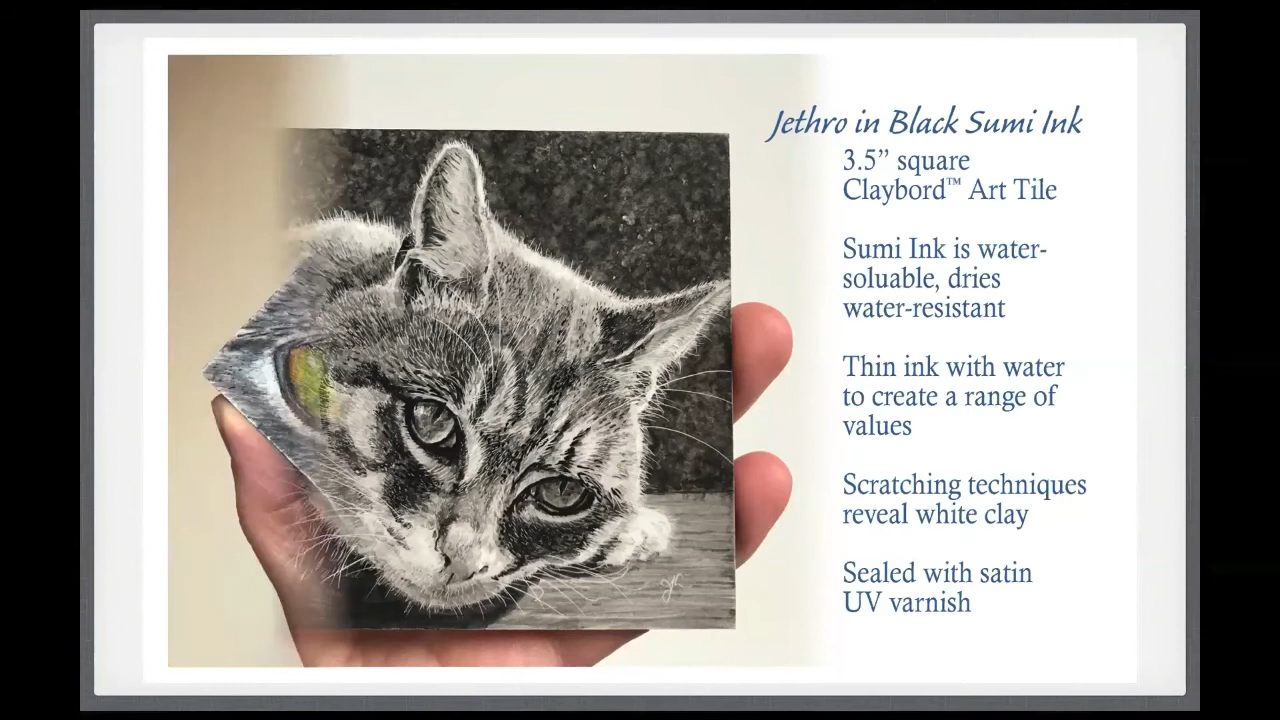 Jethro in Black Sumi Ink
3.5” square
Claybord™ Art Tile
Sumi Ink is water-
soluable, dries
water-resistant
Thin ink with water
to create a range of
values
Scratching techniques
reveal white clay
Sealed with satin
UV varnish